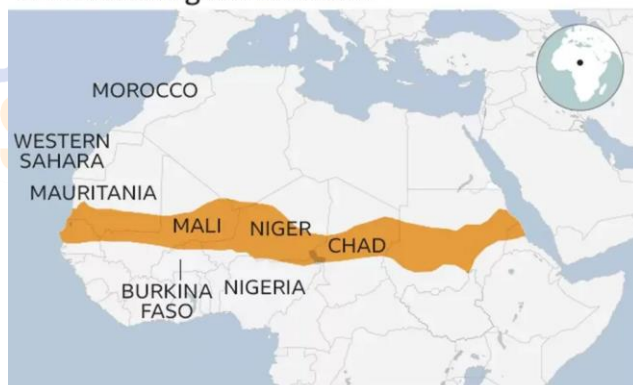 MOROCCO
WESTERN
SAHARA
MAURITANIA
MALI
NIGER
CHAD
BURKINA
FASO
NIGERIA